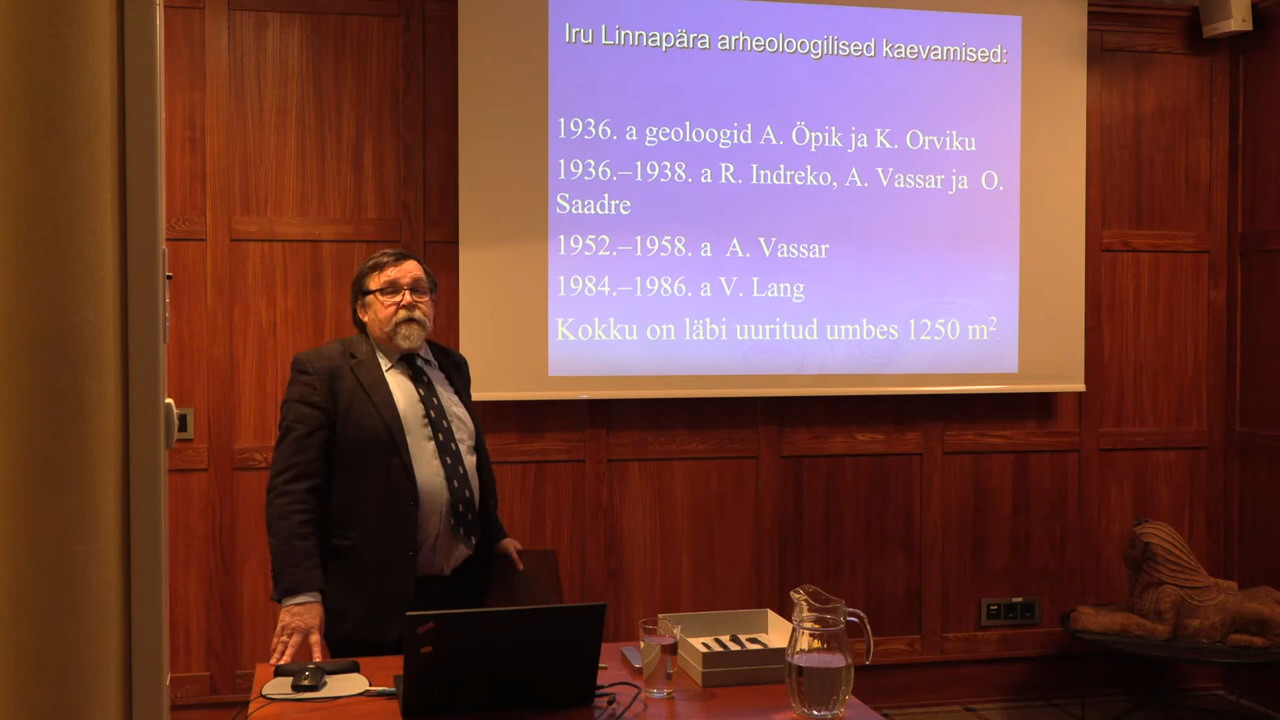 Iru Linnapära arheoloogilised kaevamised:
1936. a geoloogid A. Öpik ja K. Orviku
1936.–1938. a R. Indreko, A. Vassar ja O.
Saadre
1952.–1958. a A. Vassar
1984.–1986. a V. Lang
Kokku on läbi uuritud umbes 1250 m²